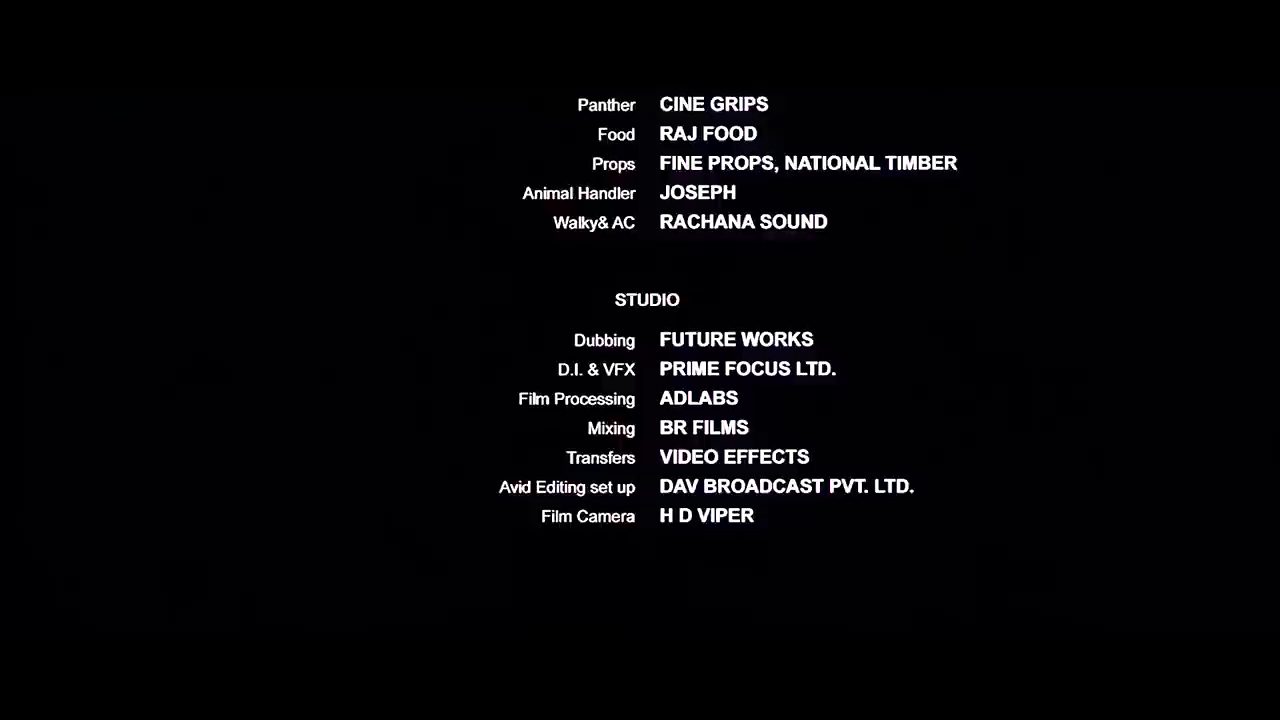 Panther CINE GRIPS
Food RAJ FOOD
Props FINE PROPS, NATIONAL TIMBER
Animal Handler JOSEPH
Walky& AC RACHANA SOUND
STUDIO
Dubbing FUTURE WORKS
D.I. & VFX PRIME FOCUS LTD.
Film Processing ADLABS
Mixing BR FILMS
Transfers VIDEO EFFECTS
Avid Editing set up DAV BROADCAST PVT. LTD.
Film Camera H D VIPER